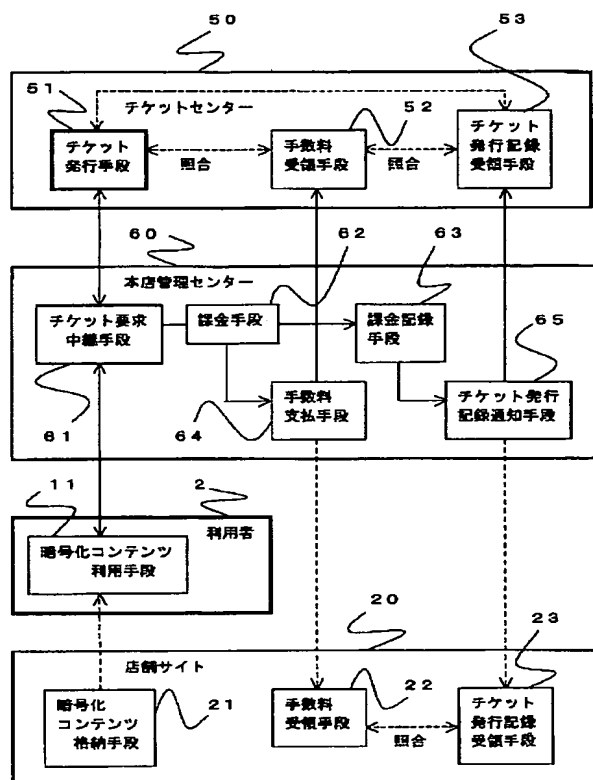 50
53
51
チケットセンター
52
チケット
発行手段
照合
手数料
受領手段
照合
チケット
発行記録
受領手段
60
62
63
本店管理センター
チケット要求
中継手段
課金手段
課金記録
手段
65
61
64
手数料
支払手段
チケット発行
記録通知手段
11
2
利用者
暗号化コンテンツ
利用手段
20
23
店舗サイト
暗号化
コンテンツ
格納手段
21
手数料
受領手段
22
照合
チケット
発行記録
受領手段